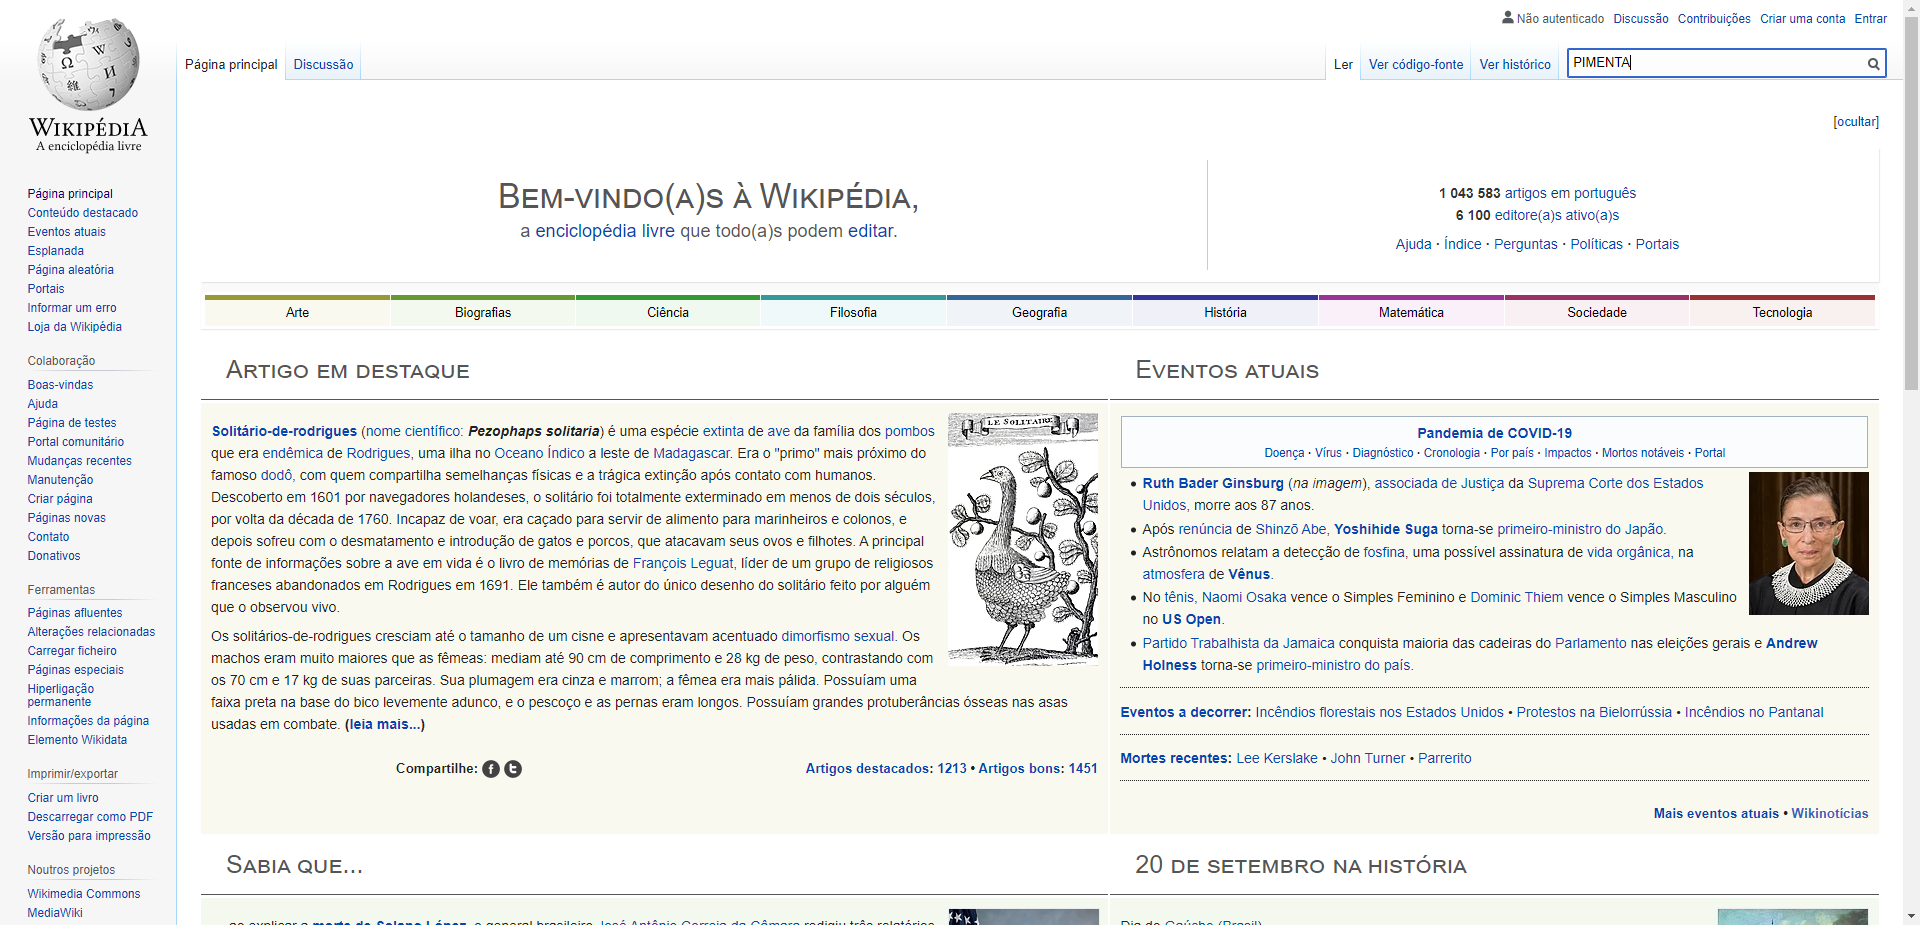 Não autenticado Discussão Contribuições Criar uma conta Entrar
Página principal Discussão Ler Ver código-fonte Ver histórico PIMENTA
WIKIPÉDIA
A enciclopédia livre
Página principal
Conteúdo destacado
Eventos atuais
Esplanada
Página aleatória
Portais
Informar um erro
Loja da Wikipédia
Colaboração
Boas-vindas
Ajuda
Página de testes
Portal comunitário
Mudanças recentes
Manutenção
Criar página
Páginas novas
Contato
Donativos
Ferramentas
Páginas afluentes
Alterações relacionadas
Carregar ficheiro
Páginas especiais
Hiperligação
permanente
Informações da página
Elemento Wikidata
Imprimir/exportar
Criar um livro
Descarregar como PDF
Versão para impressão
Noutros projetos
Wikimedia Commons
MediaWiki
[ocultar]
BEM-VINDO(A)S À WIKIPÉDIA,
a enciclopédia livre que todo(a)s podem editar.
1 043 583 artigos em português
6 100 editore(a)s ativo(a)s
Ajuda · Índice · Perguntas · Políticas · Portais
Arte Biografias Ciência Filosofia Geografia História Matemática Sociedade Tecnologia
ARTIGO EM DESTAQUE
Solitário-de-rodrigues (nome científico: Pezophaps solitaria) é uma espécie extinta de ave da família dos pombos
que era endêmica de Rodrigues, uma ilha no Oceano Índico a leste de Madagascar. Era o "primo" mais próximo do
famoso dodô, com quem compartilha semelhanças físicas e a trágica extinção após contato com humanos.
Descoberto em 1601 por navegadores holandeses, o solitário foi totalmente exterminado em menos de dois séculos,
por volta da década de 1760. Incapaz de voar, era caçado para servir de alimento para marinheiros e colonos, e
depois sofreu com o desmatamento e introdução de gatos e porcos, que atacavam seus ovos e filhotes. A principal
fonte de informações sobre a ave em vida é o livro de memórias de François Leguat, líder de um grupo de religiosos
franceses abandonados em Rodrigues em 1691. Ele também é autor do único desenho do solitário feito por alguém
que o observou vivo.
LE SOLITAIRE
Os solitários-de-rodrigues cresciam até o tamanho de um cisne e apresentavam acentuado dimorfismo sexual. Os
machos eram muito maiores que as fêmeas: mediam até 90 cm de comprimento e 28 kg de peso, contrastando com
os 70 cm e 17 kg de suas parceiras. Sua plumagem era cinza e marrom; a fêmea era mais pálida. Possuíam uma
faixa preta na base do bico levemente adunco, e o pescoço e as pernas eram longos. Possuíam grandes protuberâncias ósseas nas asas
usadas em combate. (leia mais...)
Compartilhe:
Artigos destacados: 1213 • Artigos bons: 1451
EVENTOS ATUAIS
Pandemia de COVID-19
Doença · Vírus · Diagnóstico · Cronologia · Por país · Impactos · Mortos notáveis · Portal
• Ruth Bader Ginsburg (na imagem), associada de Justiça da Suprema Corte dos Estados
Unidos, morre aos 87 anos.
• Após renúncia de Shinzō Abe, Yoshihide Suga torna-se primeiro-ministro do Japão.
• Astrônomos relatam a detecção de fosfina, uma possível assinatura de vida orgânica, na
atmosfera de Vênus.
• No tênis, Naomi Osaka vence o Simples Feminino e Dominic Thiem vence o Simples Masculino
no US Open.
• Partido Trabalhista da Jamaica conquista maioria das cadeiras do Parlamento nas eleições gerais e Andrew
Holness torna-se primeiro-ministro do país.
Eventos a decorrer: Incêndios florestais nos Estados Unidos • Protestos na Bielorrússia • Incêndios no Pantanal
Mortes recentes: Lee Kerslake • John Turner • Parrerito
Mais eventos atuais • Wikinotícias
SABIA QUE...
...ao explicar a morte de Solano López, o general brasileiro José Antônio Correia da Câmara redigiu três relatórios
20 DE SETEMBRO NA HISTÓRIA
Dia do Gaúcho (Brasil)